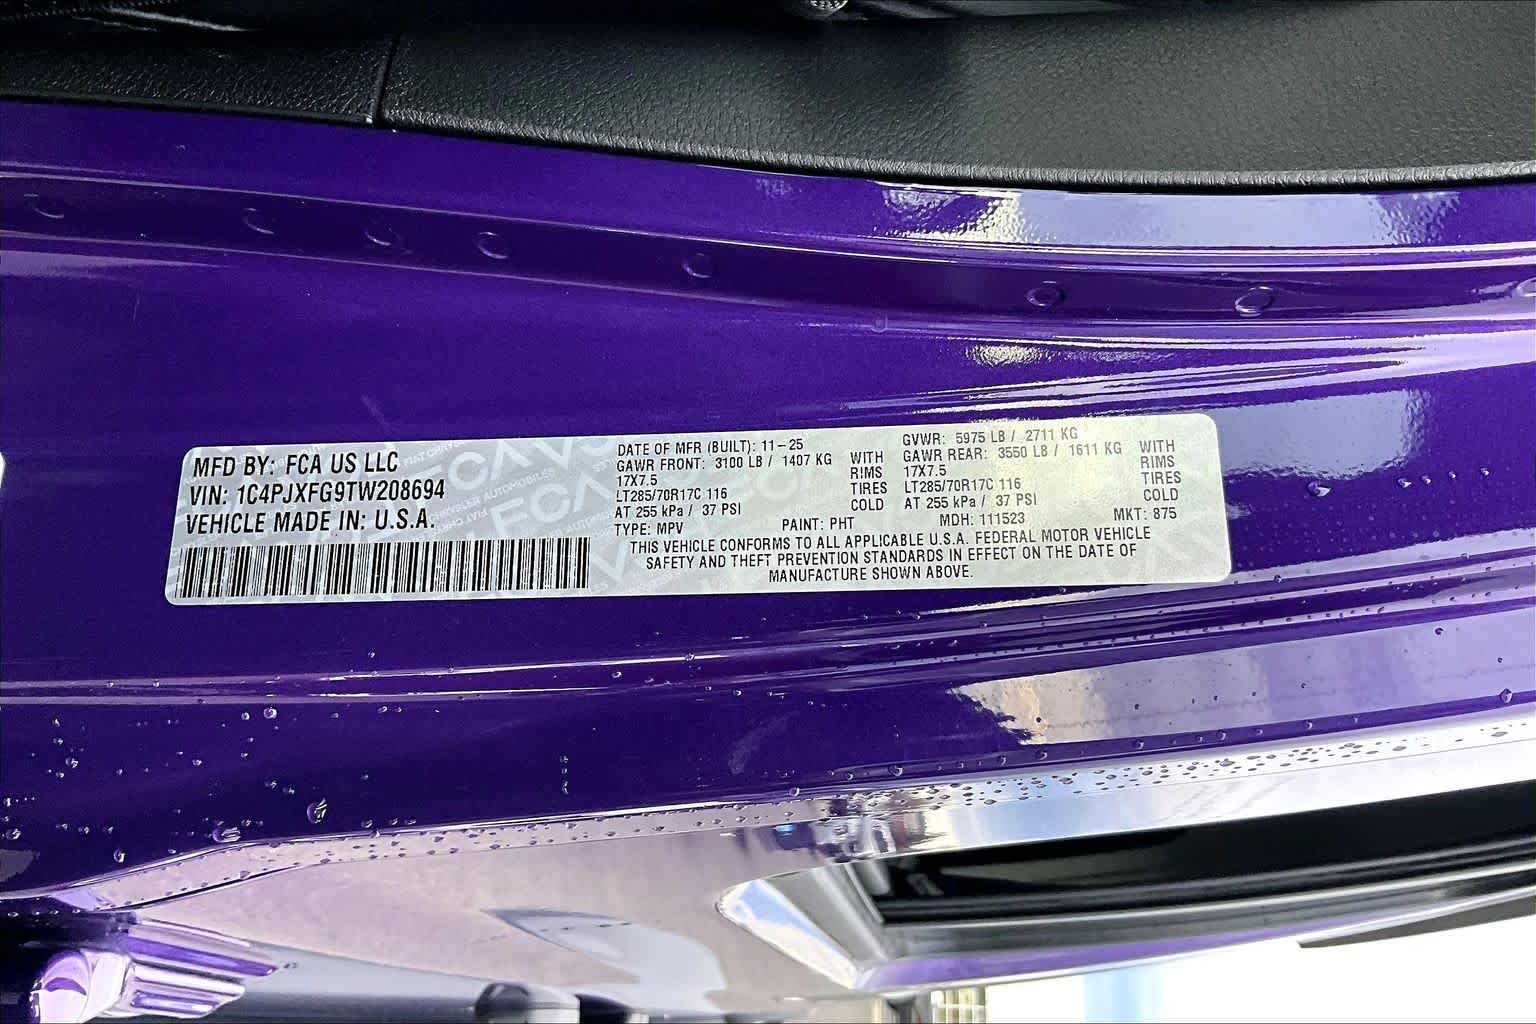 MFD BY: FCA US LLC
VIN: 1C4PJXFG9TW208694
VEHICLE MADE IN: U.S.A.
DATE OF MFR (BUILT): 11-25
GAWR FRONT: 3100 LB / 1407 KG WITH
17X7.5 RIMS
LT285/70R17C 116 TIRES
AT 255 kPa / 37 PSI COLD
GVWR: 5975 LB / 2711 KG
GAWR REAR: 3550 LB / 1611 KG WITH
17X7.5 RIMS
LT285/70R17C 116 TIRES
AT 255 kPa / 37 PSI COLD
TYPE: MPV PAINT: PHT MDH: 111523 MKT: 875
THIS VEHICLE CONFORMS TO ALL APPLICABLE U.S.A. FEDERAL MOTOR VEHICLE
SAFETY AND THEFT PREVENTION STANDARDS IN EFFECT ON THE DATE OF
MANUFACTURE SHOWN ABOVE.